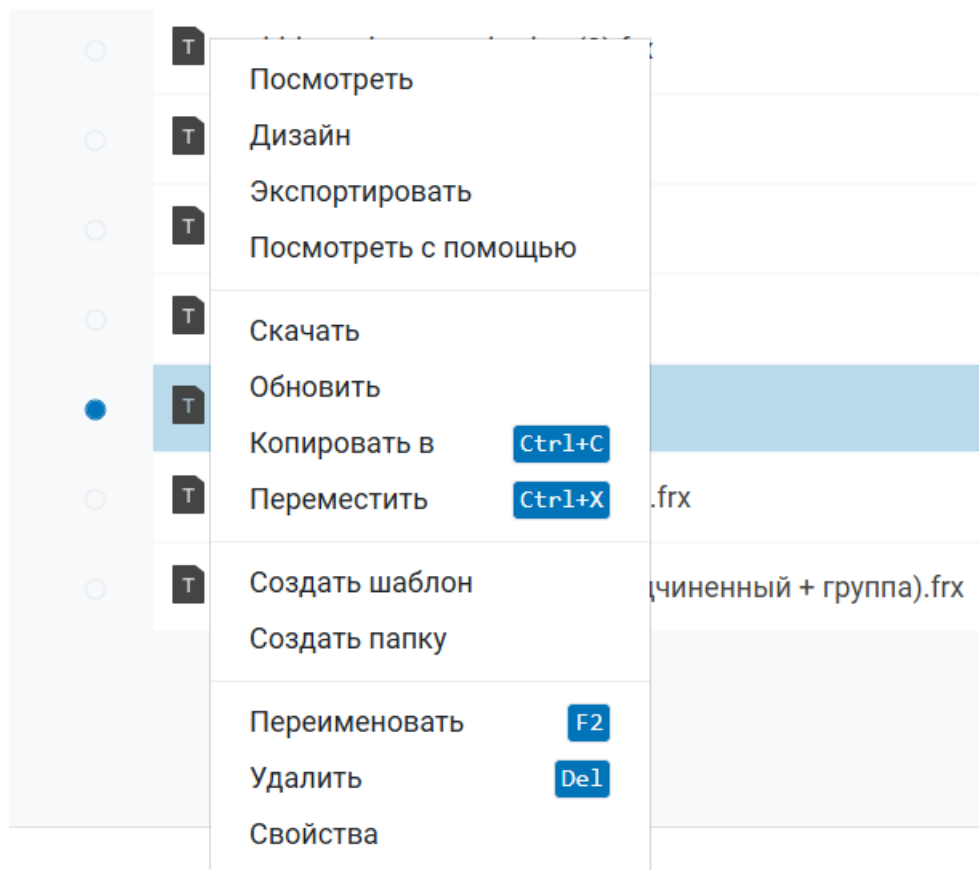 T
T
T
T
T
T
T
Посмотреть
Дизайн
Экспортировать
Посмотреть с помощью
Скачать
Обновить
Копировать в Ctrl+C
Переместить Ctrl+X
.frx
Создать шаблон
чиненный + группа).frx
Создать папку
Переименовать F2
Удалить Del
Свойства